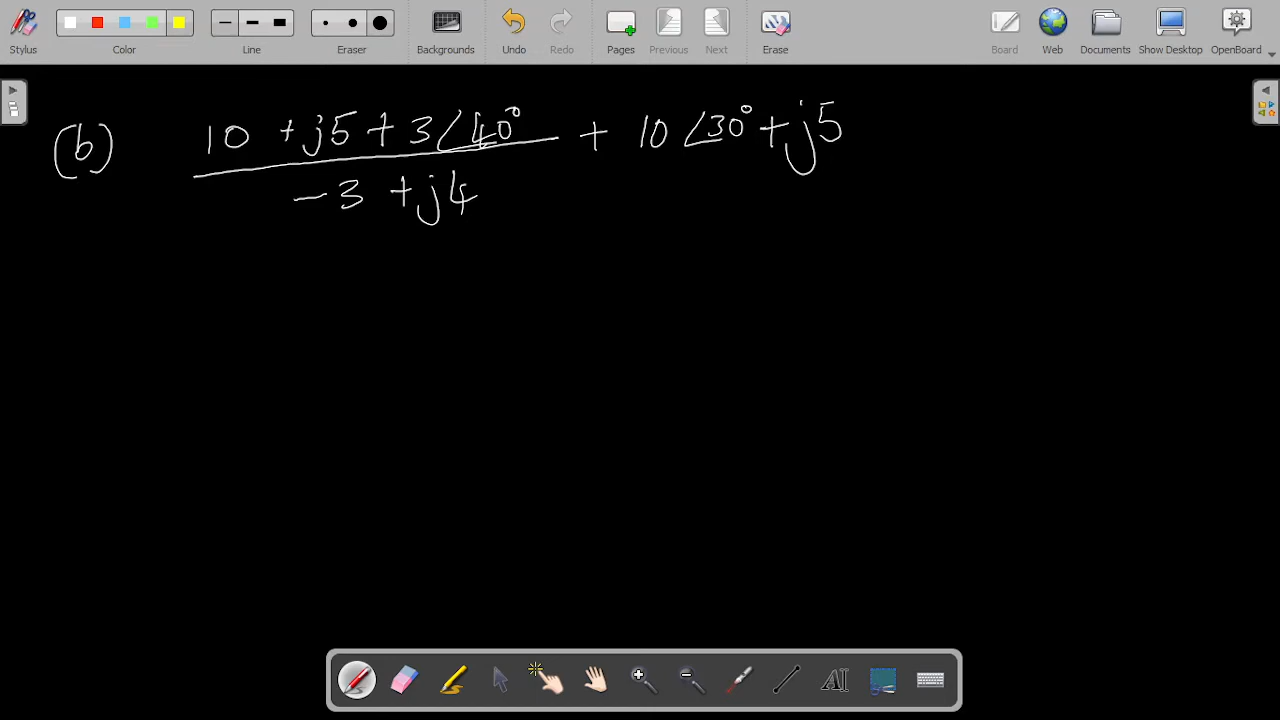 Stylus Color Line Eraser Backgrounds Undo Redo Pages Previous Next Erase Board Web Documents Show Desktop OpenBoard
(b) 10 + j5 + 3∠40° + 10∠30° + j5
-3 + j4
AI